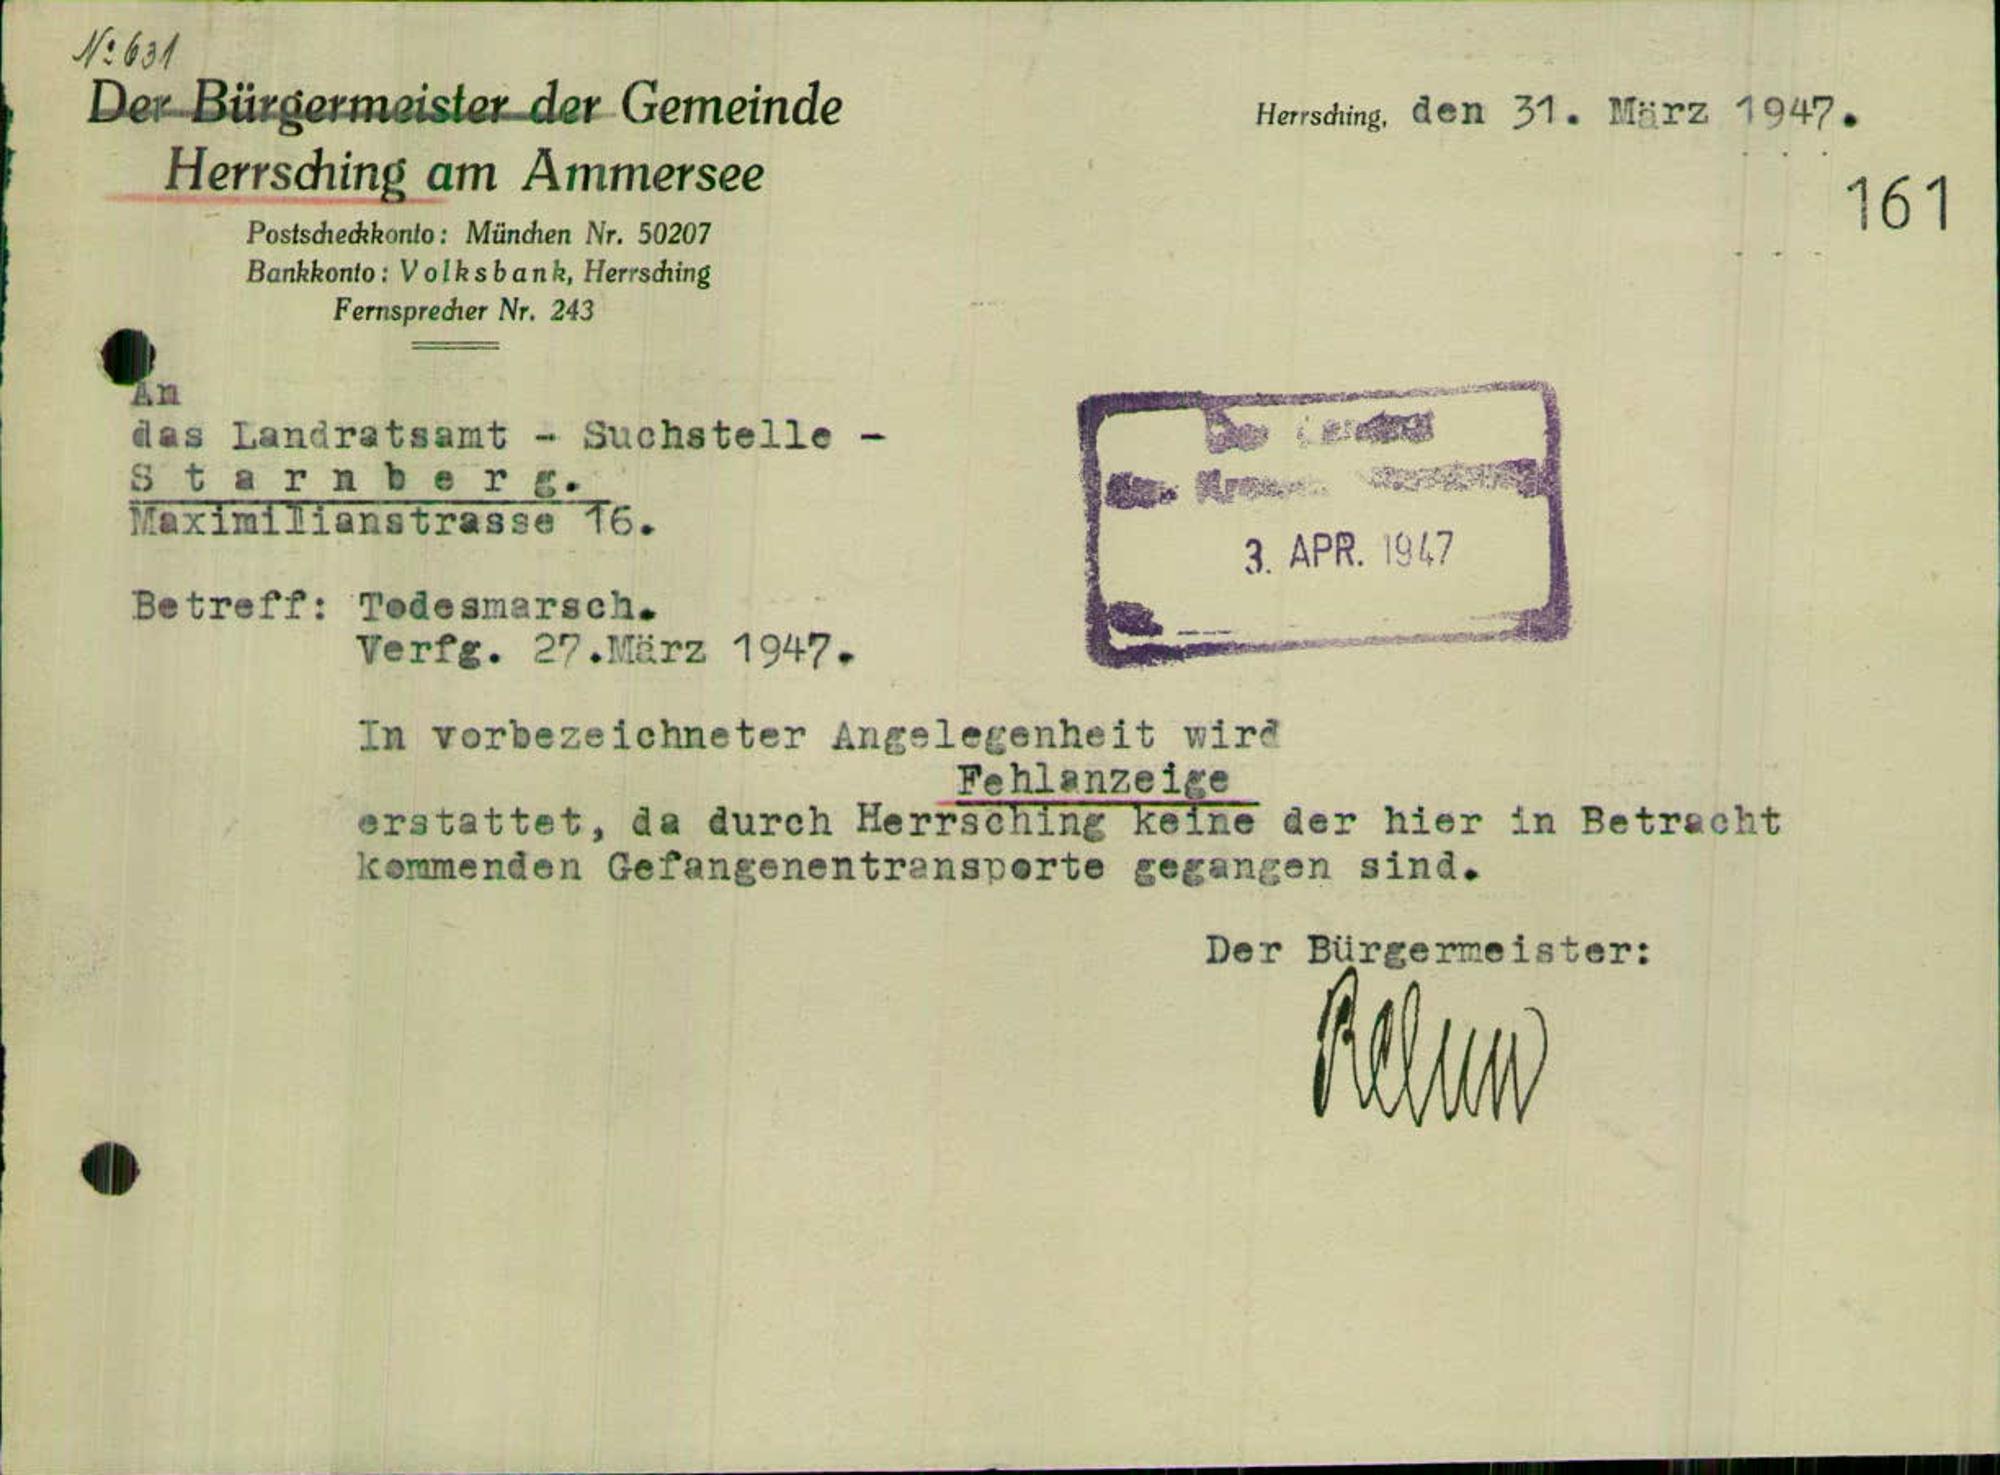 № 631
Der Bürgermeister der Gemeinde
Herrsching am Ammersee
Postscheckkonto: München Nr. 50207
Bankkonto: Volksbank, Herrsching
Fernsprecher Nr. 243
Herrsching, den 31. März 1947.
161
An
das Landratsamt - Suchstelle -
Starnberg.
Maximilianstrasse 16.
3. APR. 1947
Betreff: Todesmarsch.
Verfg. 27.März 1947.
In vorbezeichneter Angelegenheit wird
Fehlanzeige
erstattet, da durch Herrsching keine der hier in Betracht
kommenden Gefangenentransporte gegangen sind.
Der Bürgermeister: